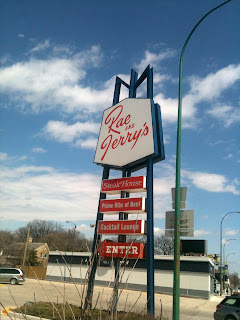 Rae
AND
Jerry's
Steak House
Prime Ribs of Beef
Cocktail Lounge
ENTER